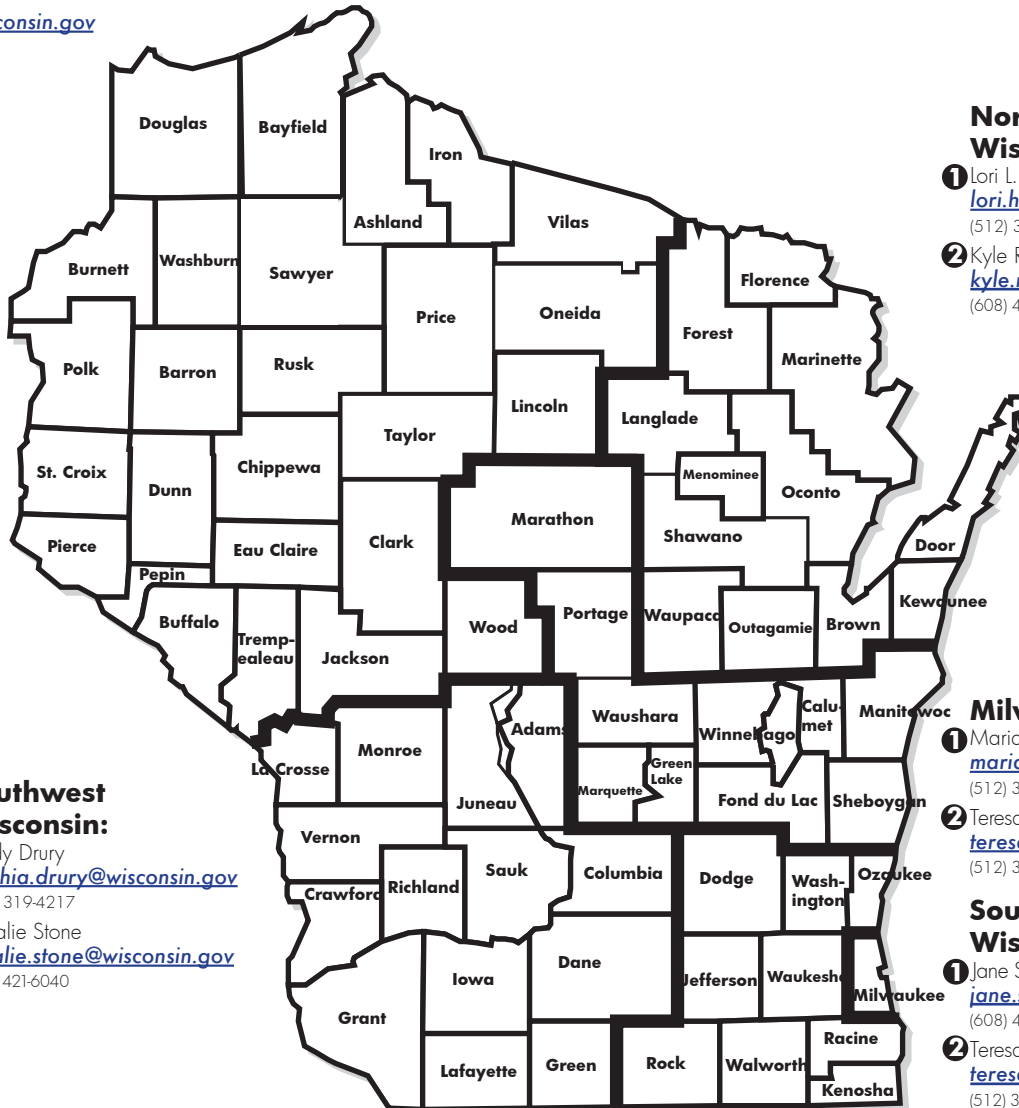 consin.gov
Douglas
Bayfield
Iron
Ashland
Vilas
Burnett
Washburn
Sawyer
Price
Oneida
Florence
Forest
Marinette
Polk
Barron
Rusk
Lincoln
Langlade
Taylor
St. Croix
Dunn
Chippewa
Menominee
Oconto
Marathon
Shawano
Pierce
Eau Claire
Clark
Door
Pepin
Buffalo
Tremp-
ealeau
Jackson
Wood
Portage
Waupaca
Outagamie
Brown
Kewaunee
Waushara
Winnebago
Calu-
met
Manitowoc
Adams
Monroe
La Crosse
Juneau
Marquette
Green
Lake
Fond du Lac
Sheboygan
Vernon
Crawford
Richland
Sauk
Columbia
Dodge
Wash-
ington
Ozaukee
Iowa
Dane
Jefferson
Waukesha
Milwaukee
Grant
Lafayette
Green
Rock
Walworth
Racine
Kenosha
uthwest
isconsin:
ly Drury
hia.drury@wisconsin.gov
319-4217
alie Stone
alie.stone@wisconsin.gov
421-6040
Nor
Wis
1 Lori L.
lori.h
(512) 3
2 Kyle R
kyle.r
(608) 4
Milv
1 Maria
maric
(512) 3
2 Teresa
teresa
(512) 3
Sou
Wis
1 Jane S
jane.s
(608) 4
2 Teresa
teresa
(512) 3